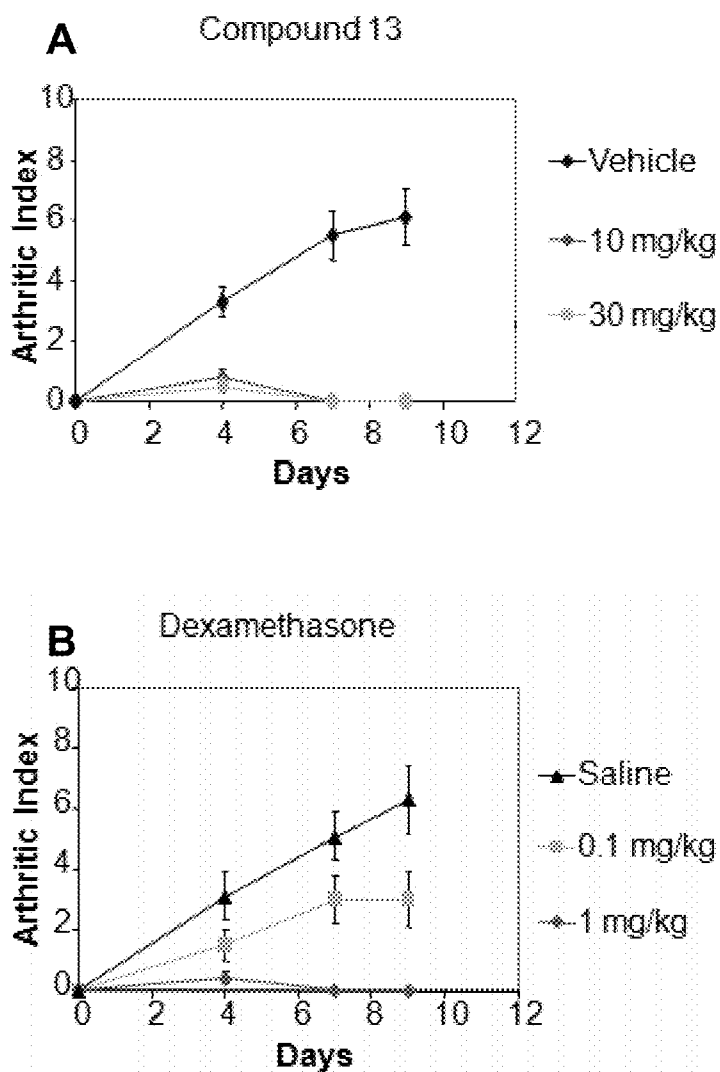 A Compound 13
10
8
6
4
2
0
0 2 4 6 8 10 12
Arthritic Index
Days
Vehicle
10 mg/kg
30 mg/kg
B Dexamethasone
10
8
6
4
2
0
0 2 4 6 8 10 12
Arthritic Index
Days
Saline
0.1 mg/kg
1 mg/kg